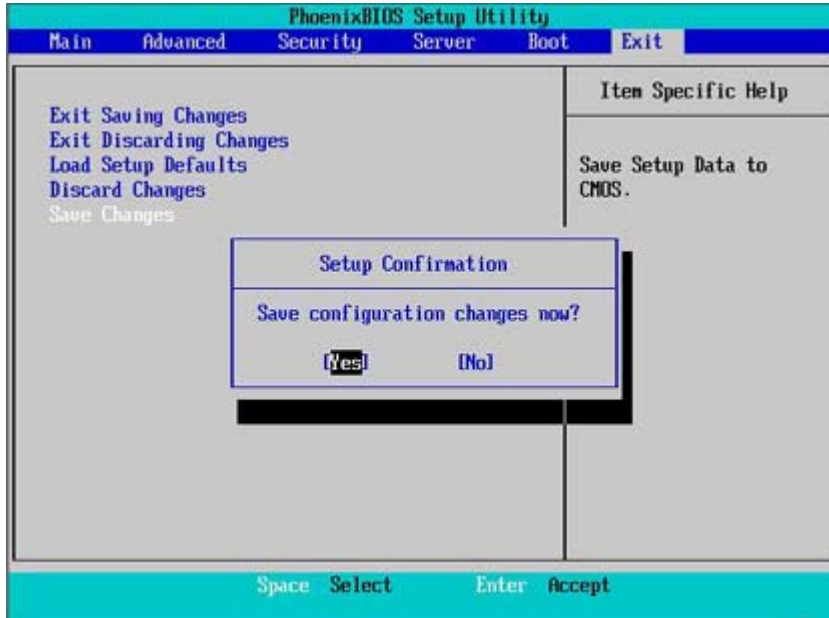 PhoenixBIOS Setup Utility
Main Advanced Security Server Boot Exit
Exit Saving Changes
Exit Discarding Changes
Load Setup Defaults
Discard Changes
Save Changes
Item Specific Help
Save Setup Data to
CMOS.
Setup Confirmation
Save configuration changes now?
[Yes] [No]
Space Select Enter Accept